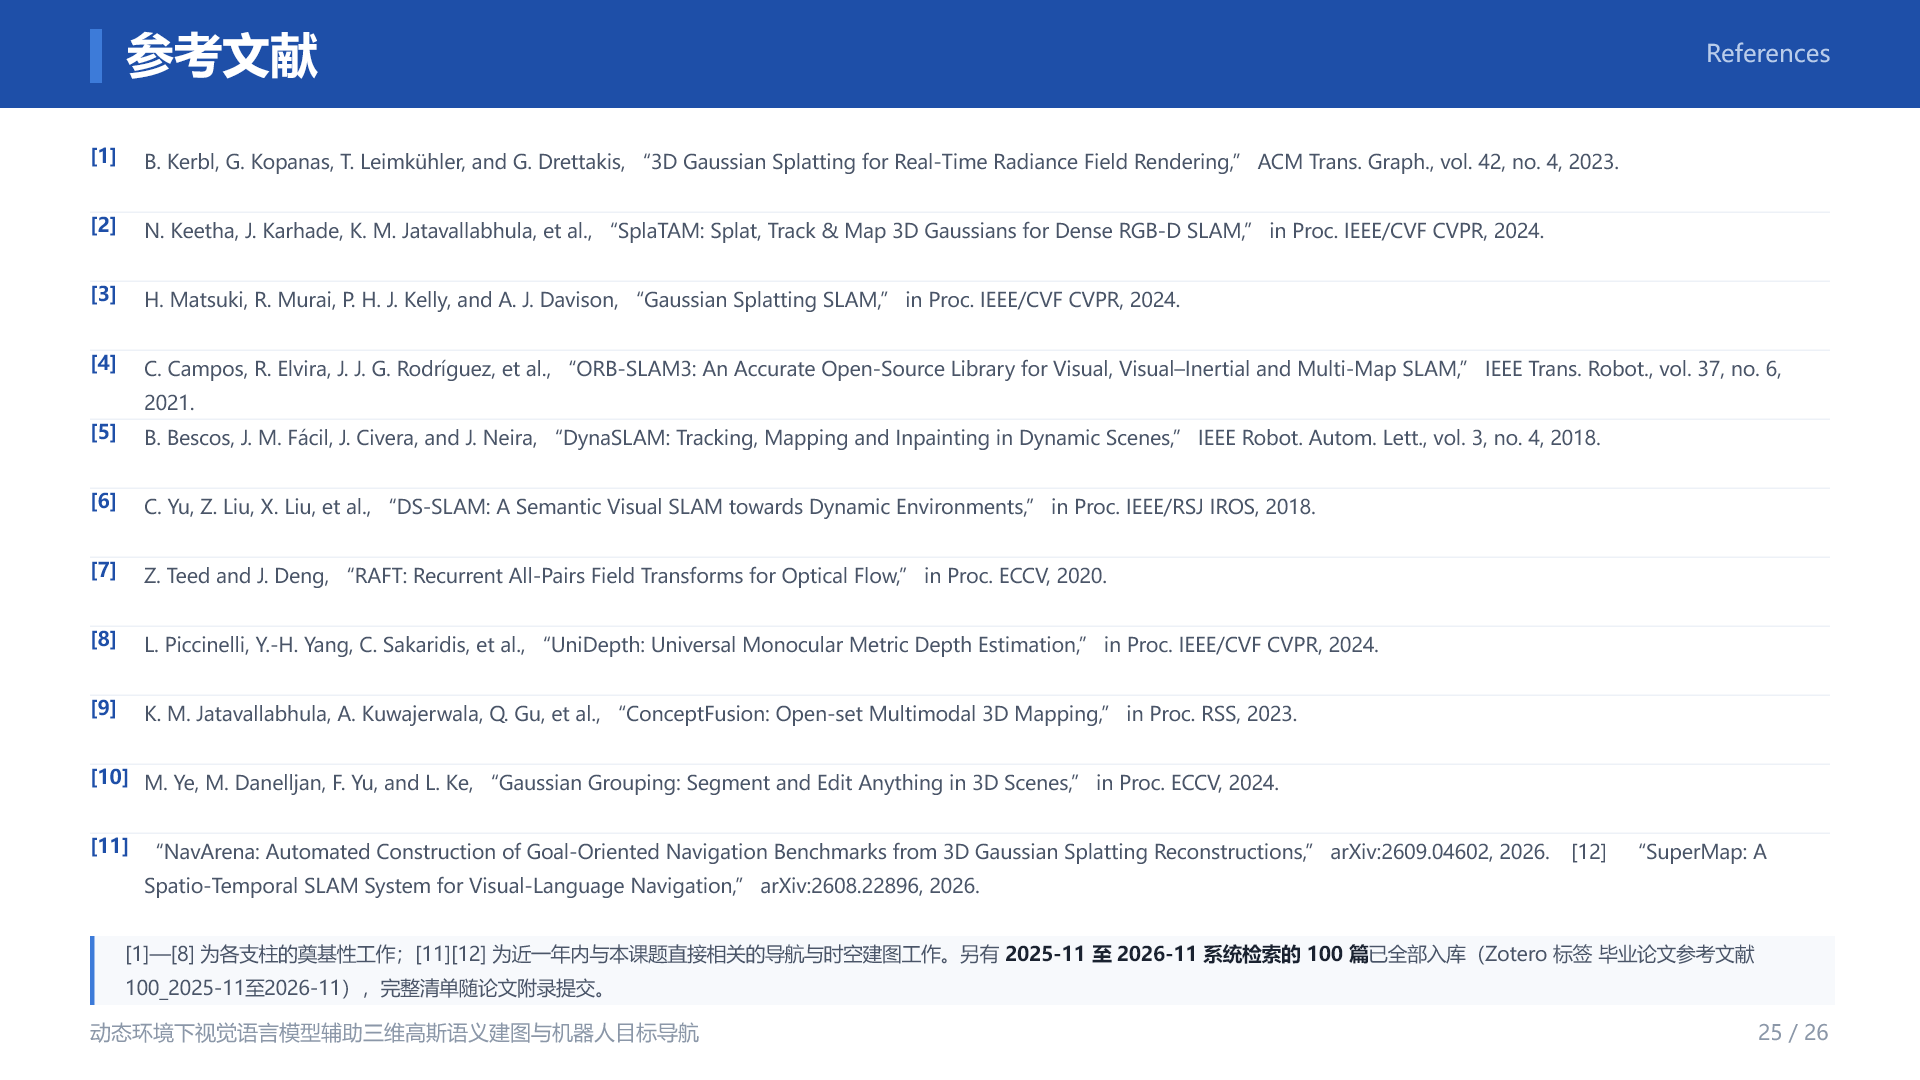 参考文献
References
[1] B. Kerbl, G. Kopanas, T. Leimkühler, and G. Drettakis, “3D Gaussian Splatting for Real-Time Radiance Field Rendering,” ACM Trans. Graph., vol. 42, no. 4, 2023.
[2] N. Keetha, J. Karhade, K. M. Jatavallabhula, et al., “SplaTAM: Splat, Track & Map 3D Gaussians for Dense RGB-D SLAM,” in Proc. IEEE/CVF CVPR, 2024.
[3] H. Matsuki, R. Murai, P. H. J. Kelly, and A. J. Davison, “Gaussian Splatting SLAM,” in Proc. IEEE/CVF CVPR, 2024.
[4] C. Campos, R. Elvira, J. J. G. Rodríguez, et al., “ORB-SLAM3: An Accurate Open-Source Library for Visual, Visual–Inertial and Multi-Map SLAM,” IEEE Trans. Robot., vol. 37, no. 6,
2021.
[5] B. Bescos, J. M. Fácil, J. Civera, and J. Neira, “DynaSLAM: Tracking, Mapping and Inpainting in Dynamic Scenes,” IEEE Robot. Autom. Lett., vol. 3, no. 4, 2018.
[6] C. Yu, Z. Liu, X. Liu, et al., “DS-SLAM: A Semantic Visual SLAM towards Dynamic Environments,” in Proc. IEEE/RSJ IROS, 2018.
[7] Z. Teed and J. Deng, “RAFT: Recurrent All-Pairs Field Transforms for Optical Flow,” in Proc. ECCV, 2020.
[8] L. Piccinelli, Y.-H. Yang, C. Sakaridis, et al., “UniDepth: Universal Monocular Metric Depth Estimation,” in Proc. IEEE/CVF CVPR, 2024.
[9] K. M. Jatavallabhula, A. Kuwajerwala, Q. Gu, et al., “ConceptFusion: Open-set Multimodal 3D Mapping,” in Proc. RSS, 2023.
[10] M. Ye, M. Danelljan, F. Yu, and L. Ke, “Gaussian Grouping: Segment and Edit Anything in 3D Scenes,” in Proc. ECCV, 2024.
[11] “NavArena: Automated Construction of Goal-Oriented Navigation Benchmarks from 3D Gaussian Splatting Reconstructions,” arXiv:2609.04602, 2026. [12] “SuperMap: A
Spatio-Temporal SLAM System for Visual-Language Navigation,” arXiv:2608.22896, 2026.
[1]—[8] 为各支柱的奠基性工作；[11][12] 为近一年内与本课题直接相关的导航与时空建图工作。另有 2025-11 至 2026-11 系统检索的 100 篇已全部入库（Zotero 标签 毕业论文参考文献
100_2025-11至2026-11），完整清单随论文附录提交。
动态环境下视觉语言模型辅助三维高斯语义建图与机器人目标导航
25 / 26